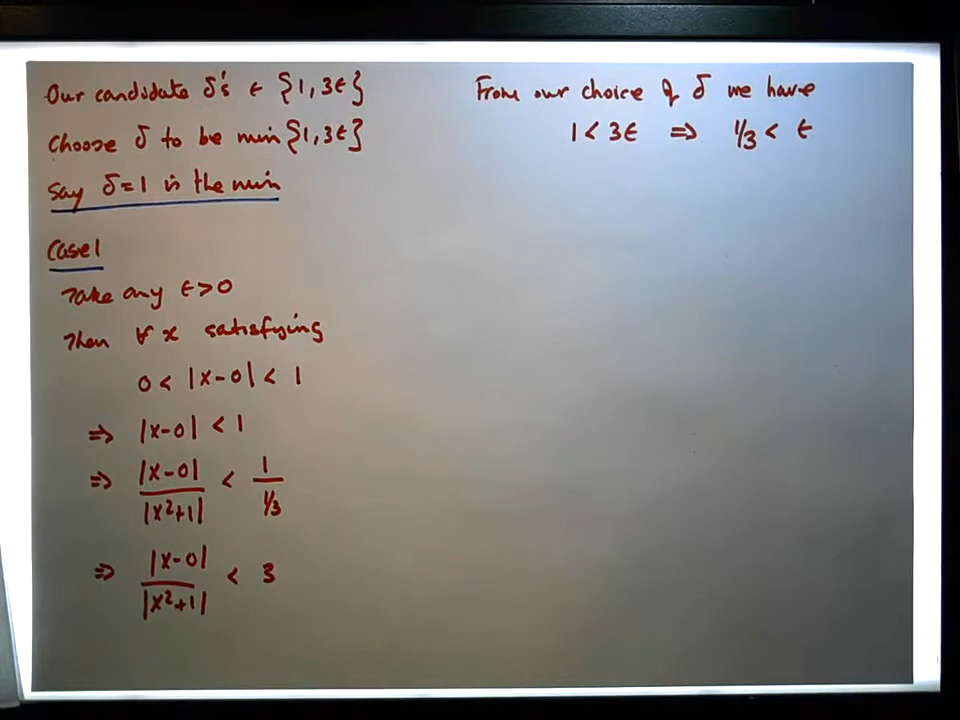 Our candidate δ's ∈ {1, 3ε}
Choose δ to be min {1, 3ε}
Say δ=1 is the min
Case 1
Take any ε>0
Then ∀ x satisfying
0 < |x-0| < 1
⇒ |x-0| < 1
⇒ |x-0| / |x²+1| < 1 / ⅓
⇒ |x-0| / |x²+1| < 3
From our choice of δ we have
1 < 3ε ⇒ ⅓ < ε